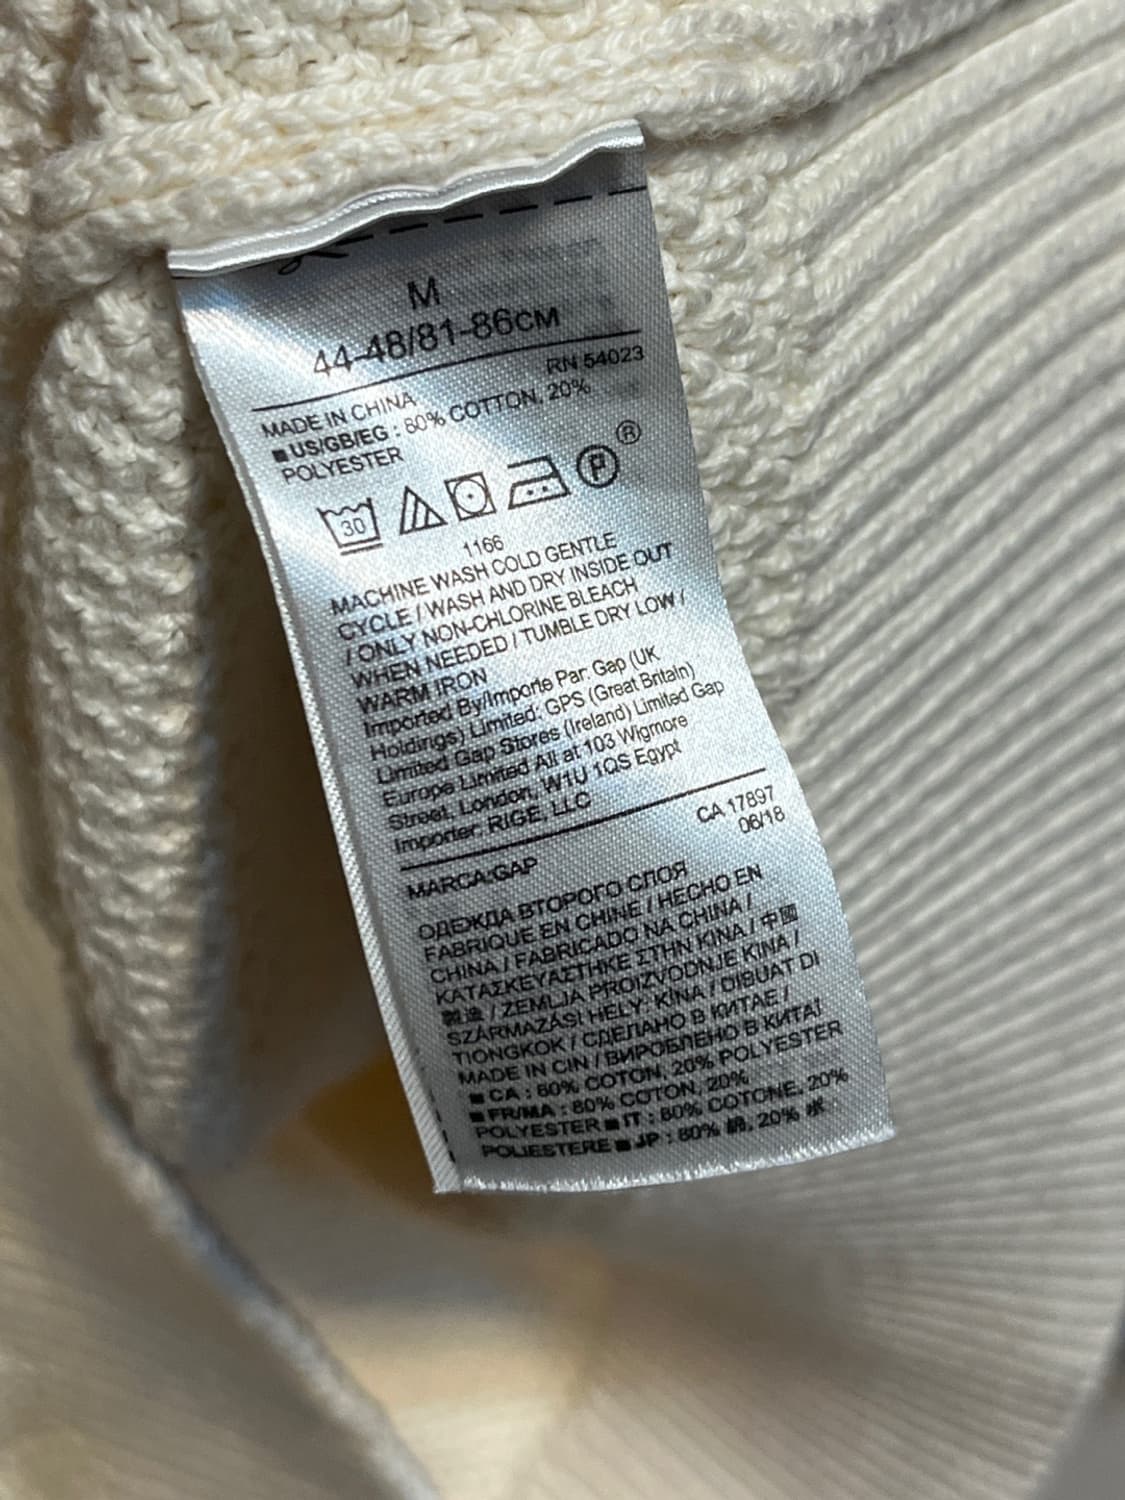 M
44-48/81-86CM
RN 54023
MADE IN CHINA
■US/GB/EG : 80% COTTON, 20%
POLYESTER
30
P
®
1166
MACHINE WASH COLD GENTLE
CYCLE / WASH AND DRY INSIDE OUT
/ ONLY NON-CHLORINE BLEACH
WHEN NEEDED / TUMBLE DRY LOW /
WARM IRON
Imported By/Importe Par: Gap (UK
Holdings) Limited: GPS (Great Britain)
Limited Gap Stores (Ireland) Limited Gap
Europe Limited All at 103 Wigmore
Street, London, W1U 1QS Egypt
Importer: RIGE, LLC
CA 17897
06/18
MARCA:GAP
ОДЕЖДА ВТОРОГО СЛОЯ
FABRIQUE EN CHINE / HECHO EN
CHINA / FABRICADO NA CHINA /
ΚΑΤΑΣΚΕΥΑΣΤΗΚΕ ΣΤΗΝ ΚΙΝΑ / 中國
製造 / ZEMLJA PROIZVODNJE KINA /
SZÁRMAZÁSI HELY: KÍNA / DIBUAT DI
TIONGKOK / СДЕЛАНО В КИТАЕ /
MADE IN CIN / ВИРОБЛЕНО В КИТАЇ
■CA : 80% COTON, 20% POLYESTER
■FR/MA : 80% COTON, 20%
POLYESTER■IT : 80% COTONE, 20%
POLIESTERE■JP : 80% 綿, 20%